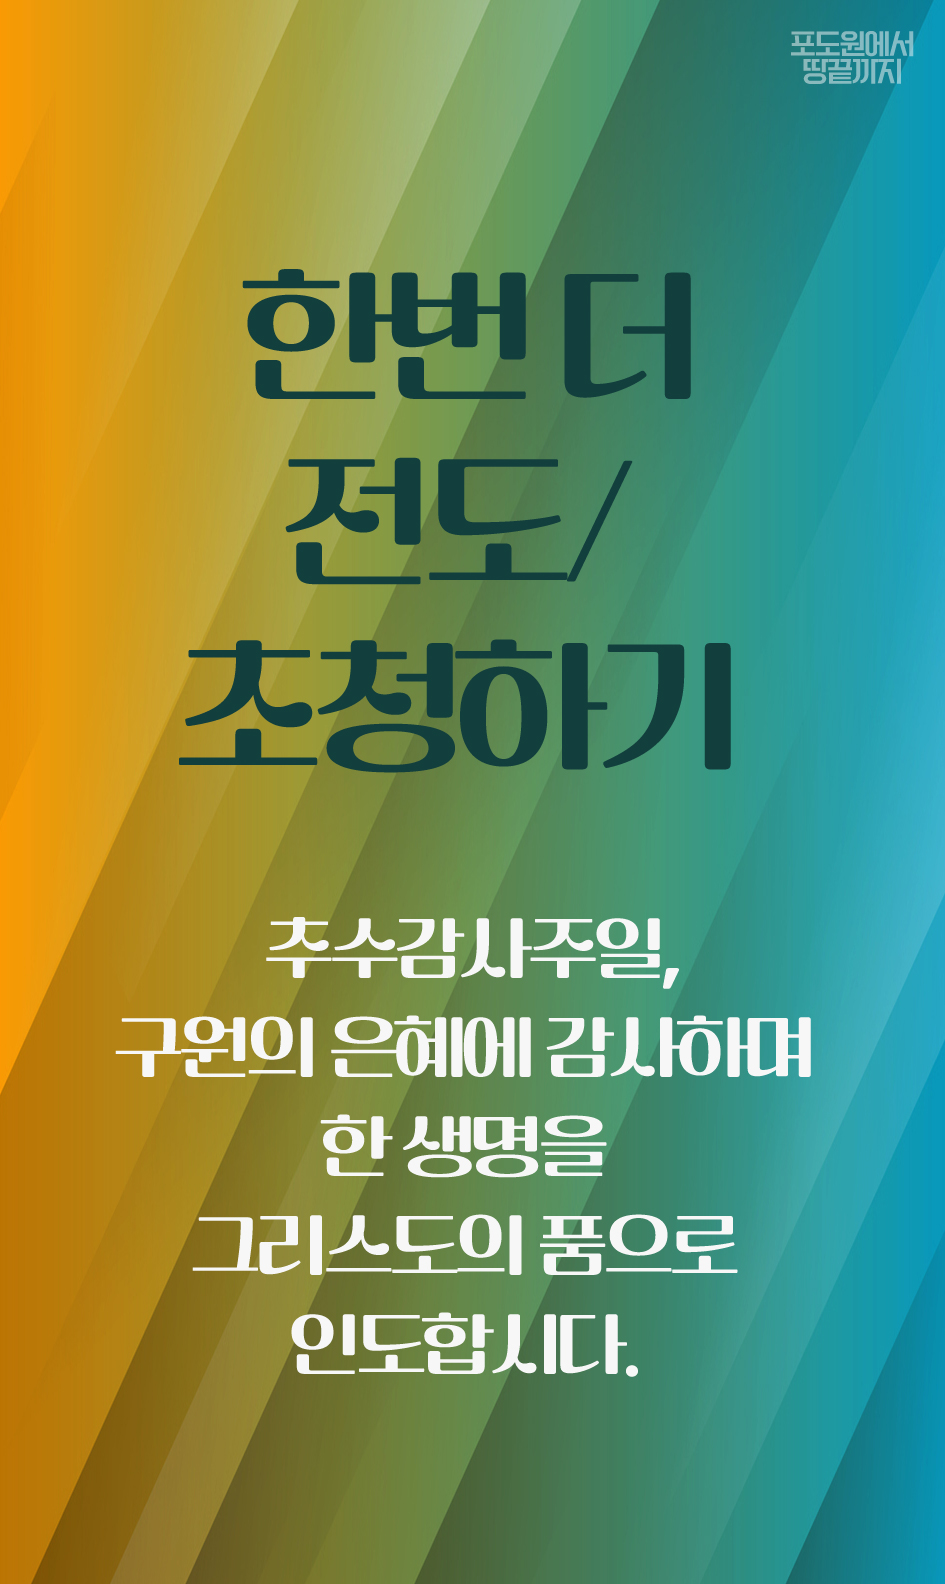 포도원에서
땅끝까지
한번 더
전도/
초청하기
추수감사주일,
구원의 은혜에 감사하며
한 생명을
그리스도의 품으로
인도합시다.